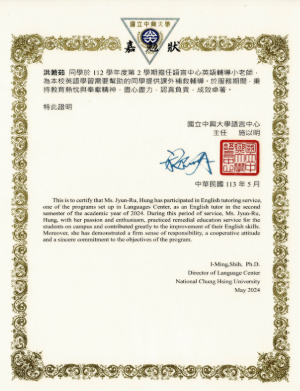 國立中興大學
嘉勉狀
同學於 112 學年度第 2 學期擔任語言中心英語輔導小老師,
為本校英語學習需要幫助的同學提供課外補救輔導。於服務期間,秉
持教育熱忱與奉獻精神,盡心盡力,認真負責,成效卓著。
特此證明
國立中興大學語言中心
主任 施以明
中華民國 113 年 5 月
This is to certify that Ms. Jyun-Ru, Hung has participated in English tutoring service,
one of the programs set up in Languages Center, as an English tutor in the second
semester of the academic year of 2024. During this period of service, Ms. Jyun-Ru,
Hung, with her passion and enthusiasm, practiced remedial education service for the
students on campus and contributed greatly to the improvement of their English skills.
Moreover, she has demonstrated a firm sense of responsibility, a cooperative attitude
and a sincere commitment to the objectives of the program.
I-Ming,Shih, Ph.D.
Director of Language Center
National Chung Hsing University
May 2024